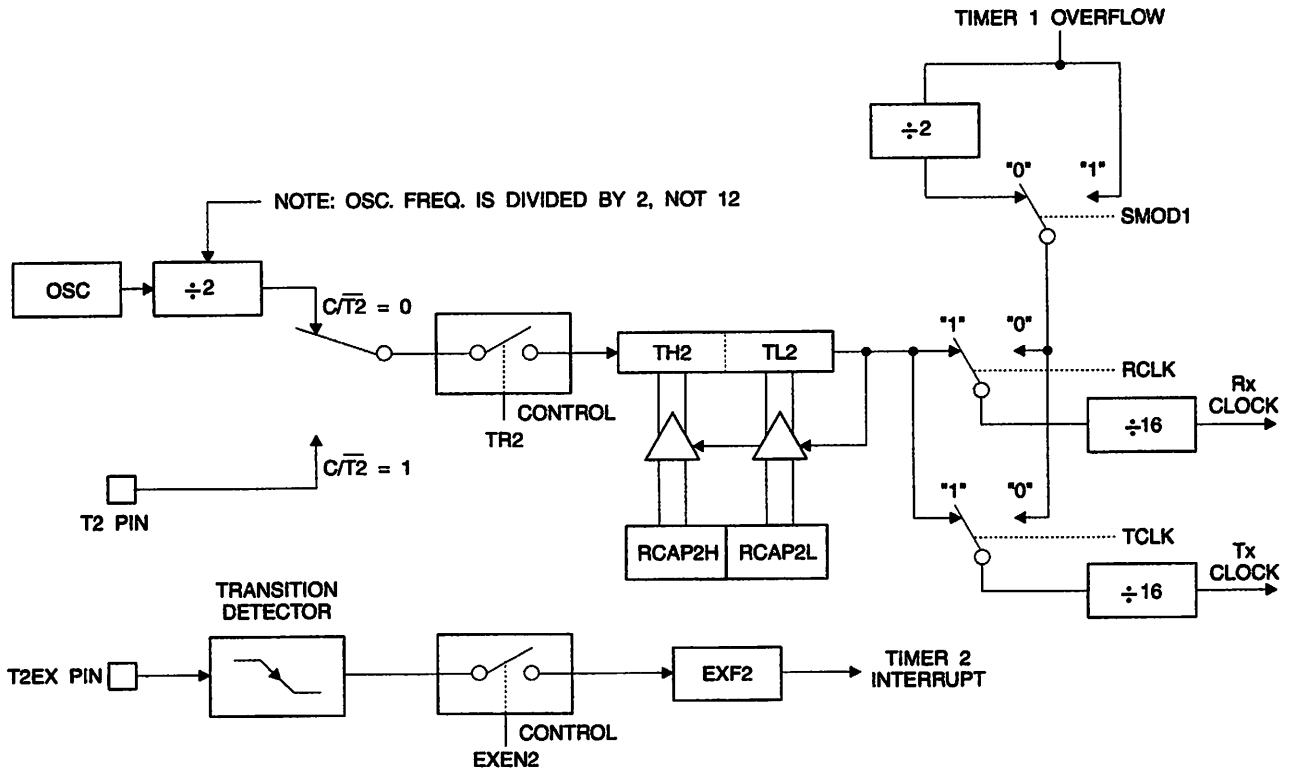 TIMER 1 OVERFLOW
÷2
"0"
"1"
NOTE: OSC. FREQ. IS DIVIDED BY 2, NOT 12
SMOD1
OSC
÷2
C/T2̅ = 0
"1"
"0"
TH2
TL2
RCLK
Rx
CLOCK
CONTROL
TR2
÷16
C/T2̅ = 1
"1"
"0"
T2 PIN
TCLK
RCAP2H
RCAP2L
Tx
CLOCK
÷16
TRANSITION
DETECTOR
T2EX PIN
EXF2
TIMER 2
INTERRUPT
CONTROL
EXEN2